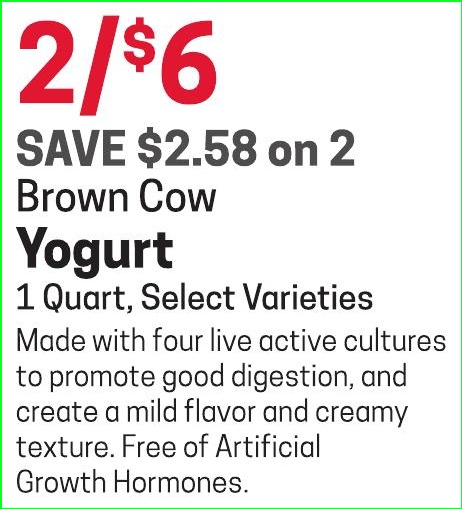 2/$6
SAVE $2.58 on 2
Brown Cow
Yogurt
1 Quart, Select Varieties
Made with four live active cultures
to promote good digestion, and
create a mild flavor and creamy
texture. Free of Artificial
Growth Hormones.